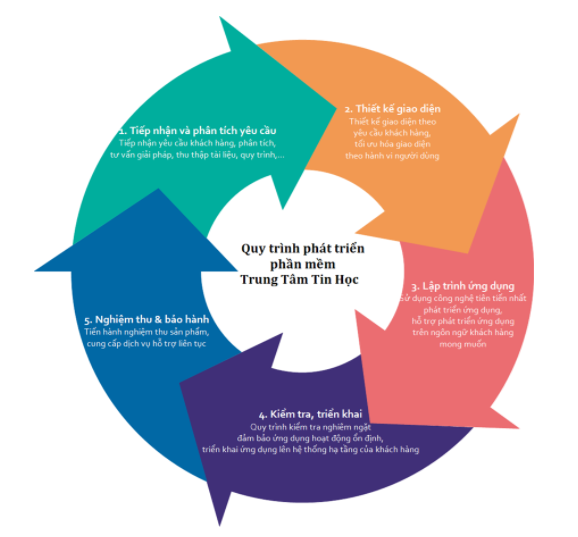 Quy trình phát triển
phần mềm
Trung Tâm Tin Học
1. Tiếp nhận và phân tích yêu cầu
Tiếp nhận yêu cầu khách hàng, phân tích,
tư vấn giải pháp, thu thập tài liệu, quy trình,...
2. Thiết kế giao diện
Thiết kế giao diện theo
yêu cầu khách hàng,
tối ưu hóa giao diện
theo hành vi người dùng
3. Lập trình ứng dụng
Sử dụng công nghệ tiên tiến nhất
phát triển ứng dụng,
hỗ trợ phát triển ứng dụng
trên ngôn ngữ khách hàng
mong muốn
4. Kiểm tra, triển khai
Quy trình kiểm tra nghiêm ngặt
đảm bảo ứng dụng hoạt động ổn định,
triển khai ứng dụng lên hệ thống hạ tầng của khách hàng
5. Nghiệm thu & bảo hành
Tiến hành nghiệm thu sản phẩm,
cung cấp dịch vụ hỗ trợ liên tục